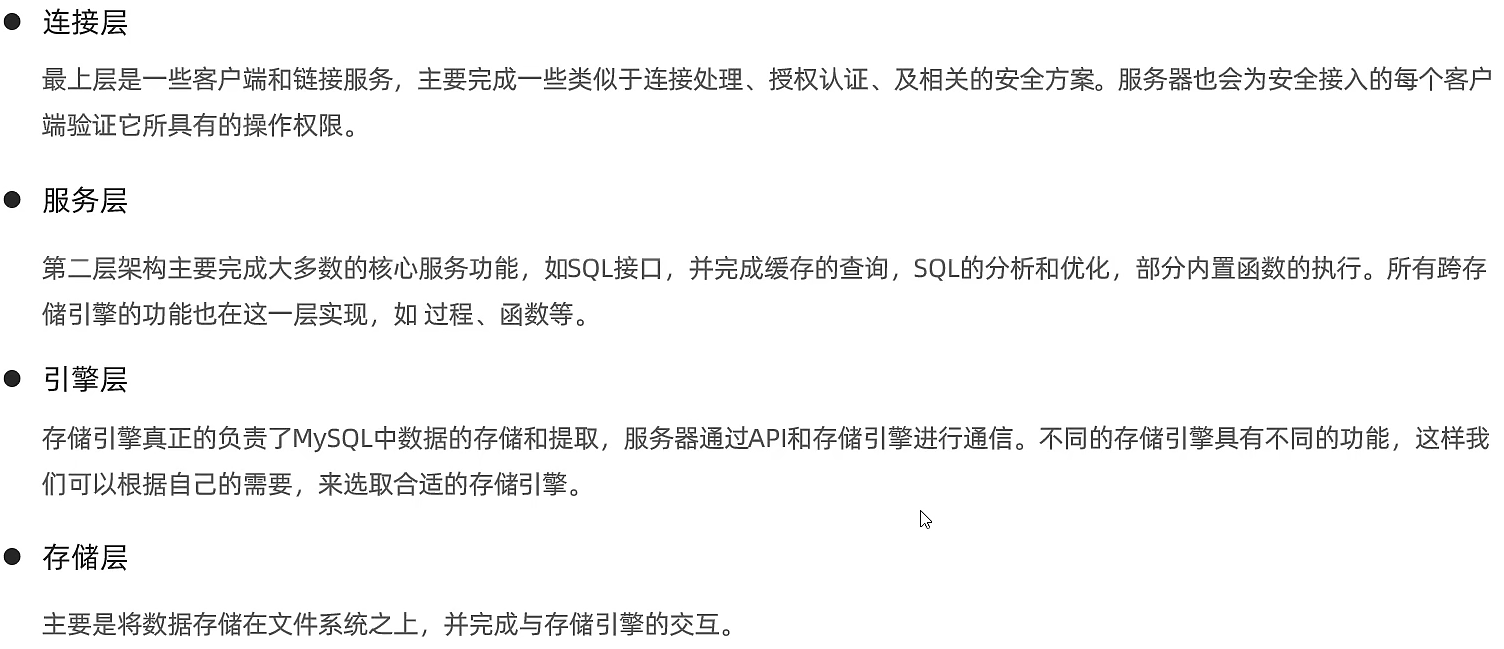 ● 连接层
最上层是一些客户端和链接服务，主要完成一些类似于连接处理、授权认证、及相关的安全方案。服务器也会为安全接入的每个客户
端验证它所具有的操作权限。
● 服务层
第二层架构主要完成大多数的核心服务功能，如SQL接口，并完成缓存的查询，SQL的分析和优化，部分内置函数的执行。所有跨存
储引擎的功能也在这一层实现，如 过程、函数等。
● 引擎层
存储引擎真正的负责了MySQL中数据的存储和提取，服务器通过API和存储引擎进行通信。不同的存储引擎具有不同的功能，这样我
们可以根据自己的需要，来选取合适的存储引擎。
● 存储层
主要是将数据存储在文件系统之上，并完成与存储引擎的交互。